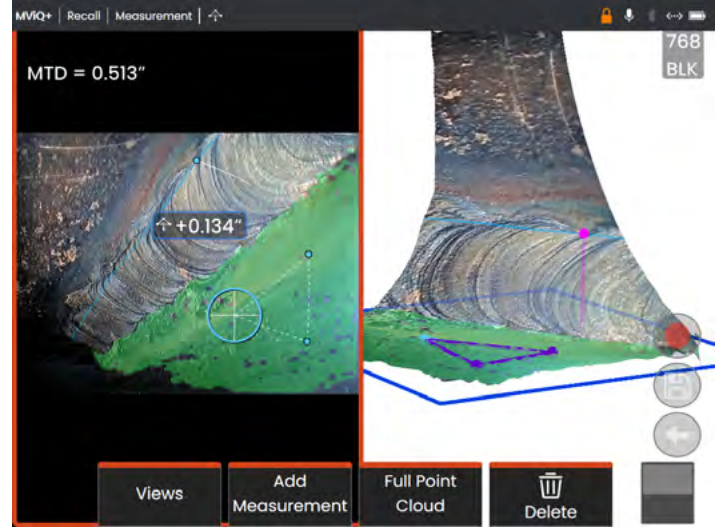 MViQ+ | Recall | Measurement |
768
BLK
MTD = 0.513”
+0.134”
Views
Add
Measurement
Full Point
Cloud
Delete